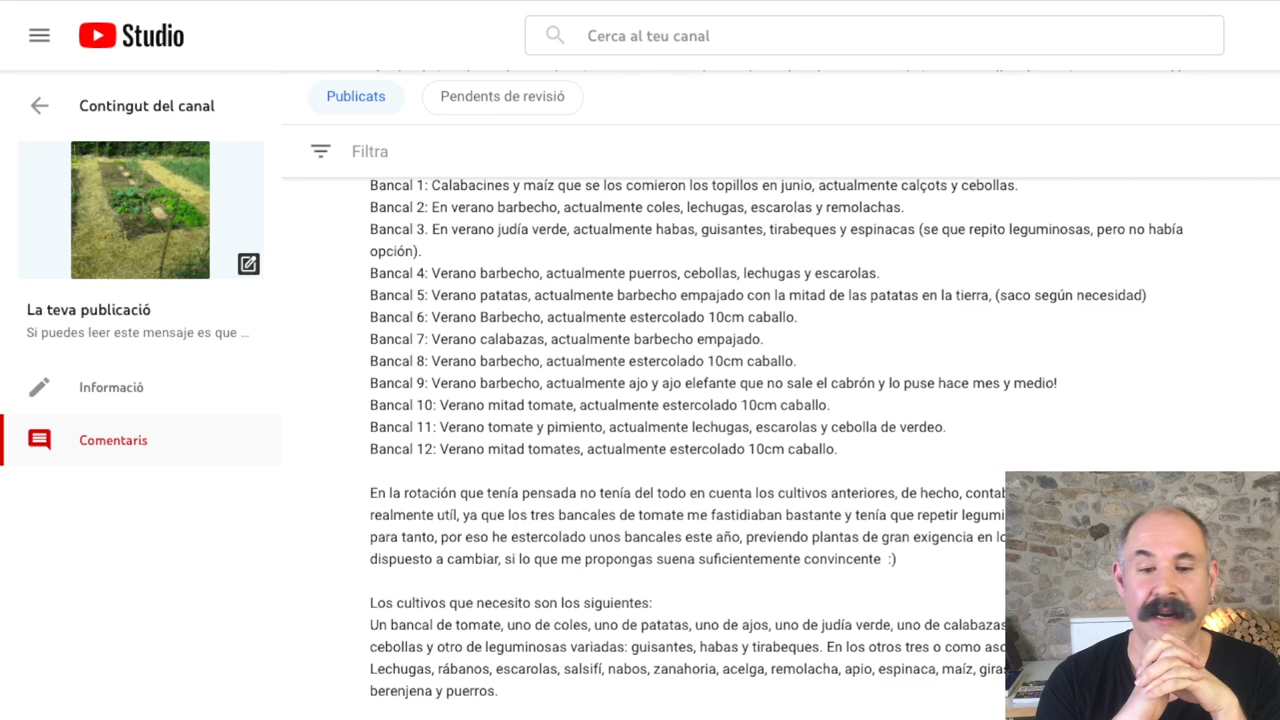 Studio
Cerca al teu canal
Contingut del canal
Publicats
Pendents de revisió
Filtra
Bancal 1: Calabacines y maíz que se los comieron los topillos en junio, actualmente calçots y cebollas.
Bancal 2: En verano barbecho, actualmente coles, lechugas, escarolas y remolachas.
Bancal 3. En verano judía verde, actualmente habas, guisantes, tirabeques y espinacas (se que repito leguminosas, pero no había
opción).
Bancal 4: Verano barbecho, actualmente puerros, cebollas, lechugas y escarolas.
Bancal 5: Verano patatas, actualmente barbecho empajado con la mitad de las patatas en la tierra, (saco según necesidad)
Bancal 6: Verano Barbecho, actualmente estercolado 10cm caballo.
Bancal 7: Verano calabazas, actualmente barbecho empajado.
Bancal 8: Verano barbecho, actualmente estercolado 10cm caballo.
Bancal 9: Verano barbecho, actualmente ajo y ajo elefante que no sale el cabrón y lo puse hace mes y medio!
Bancal 10: Verano mitad tomate, actualmente estercolado 10cm caballo.
Bancal 11: Verano tomate y pimiento, actualmente lechugas, escarolas y cebolla de verdeo.
Bancal 12: Verano mitad tomates, actualmente estercolado 10cm caballo.
En la rotación que tenía pensada no tenía del todo en cuenta los cultivos anteriores, de hecho,
realmente utíl, ya que los tres bancales de tomate me fastidiaban bastante y tenía que repetir
para tanto, por eso he estercolado unos bancales este año, previendo plantas de gran exigencia en
dispuesto a cambiar, si lo que me propongas suena suficientemente convincente :)
Los cultivos que necesito son los siguientes:
Un bancal de tomate, uno de coles, uno de patatas, uno de ajos, uno de judía verde, uno de calabazas
cebollas y otro de leguminosas variadas: guisantes, habas y tirabeques. En los otros tres o como
Lechugas, rábanos, escarolas, salsifí, nabos, zanahoria, acelga, remolacha, apio, espinaca, maíz,
berenjena y puerros.
La teva publicació
Si puedes leer este mensaje es que ...
Informació
Comentaris